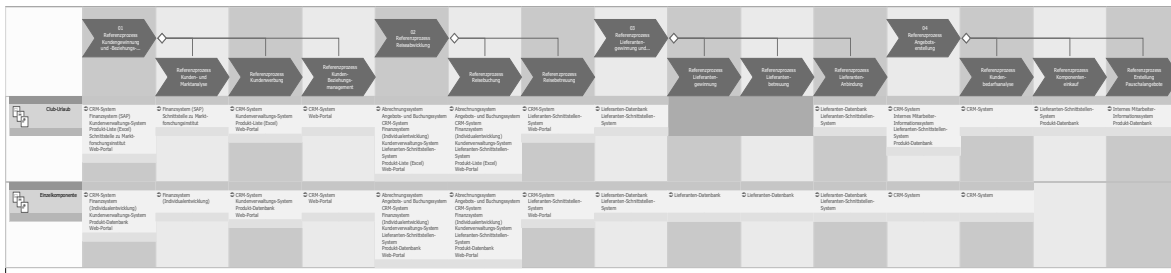 01
Referenzprozess
Kundengewinnung
und -Beziehungs-...
02
Referenzprozess
Reiseabwicklung
03
Referenzprozess
Lieferanten-
gewinnung und...
04
Referenzprozess
Angebots-
erstellung
Referenzprozess
Kunden- und
Marktanalyse
Referenzprozess
Kundenwerbung
Referenzprozess
Kunden-
Beziehungs-
management
Referenzprozess
Reisebuchung
Referenzprozess
Reisebetreuung
Referenzprozess
Lieferanten-
gewinnung
Referenzprozess
Lieferanten-
betreuung
Referenzprozess
Lieferanten-
Anbindung
Referenzprozess
Kunden-
bedarfsanalyse
Referenzprozess
Komponenten-
einkauf
Referenzprozess
Erstellung
Pauschalangebote
Club-Urlaub
CRM-System
Finanzsystem (SAP)
Kundenverwaltungs-System
Produkt-Liste (Excel)
Schnittstelle zu Markt-
forschungsinstitut
Web-Portal
Finanzsystem (SAP)
Schnittstelle zu Markt-
forschungsinstitut
CRM-System
Kundenverwaltungs-System
Produkt-Liste (Excel)
Web-Portal
CRM-System
Web-Portal
Abrechnungssystem
Angebots- und Buchungssystem
CRM-System
Finanzsystem
(Individualentwicklung)
Kundenverwaltungs-System
Lieferanten-Schnittstellen-
System
Produkt-Liste (Excel)
Web-Portal
Abrechnungssystem
Angebots- und Buchungssystem
CRM-System
Finanzsystem
(Individualentwicklung)
Kundenverwaltungs-System
Lieferanten-Schnittstellen-
System
Produkt-Liste (Excel)
Web-Portal
CRM-System
Lieferanten-Schnittstellen-
System
Web-Portal
Lieferanten-Datenbank
Lieferanten-Schnittstellen-
System
Lieferanten-Datenbank
Lieferanten-Schnittstellen-
System
CRM-System
Internes Mitarbeiter-
Informationssystem
Lieferanten-Schnittstellen-
System
Produkt-Datenbank
CRM-System
Lieferanten-Schnittstellen-
System
Produkt-Datenbank
Internes Mitarbeiter-
Informationssystem
Produkt-Datenbank
Einzelkomponente
CRM-System
Finanzsystem
(Individualentwicklung)
Kundenverwaltungs-System
Produkt-Datenbank
Web-Portal
Finanzsystem
(Individualentwicklung)
CRM-System
Kundenverwaltungs-System
Produkt-Datenbank
Web-Portal
CRM-System
Web-Portal
Abrechnungssystem
Angebots- und Buchungssystem
CRM-System
Finanzsystem
(Individualentwicklung)
Kundenverwaltungs-System
Lieferanten-Schnittstellen-
System
Produkt-Datenbank
Web-Portal
Abrechnungssystem
Angebots- und Buchungssystem
CRM-System
Finanzsystem
(Individualentwicklung)
Kundenverwaltungs-System
Lieferanten-Schnittstellen-
System
Produkt-Datenbank
Web-Portal
CRM-System
Lieferanten-Schnittstellen-
System
Web-Portal
Lieferanten-Datenbank
Lieferanten-Schnittstellen-
System
Lieferanten-Datenbank
Lieferanten-Datenbank
Lieferanten-Datenbank
Lieferanten-Schnittstellen-
System
CRM-System
CRM-System